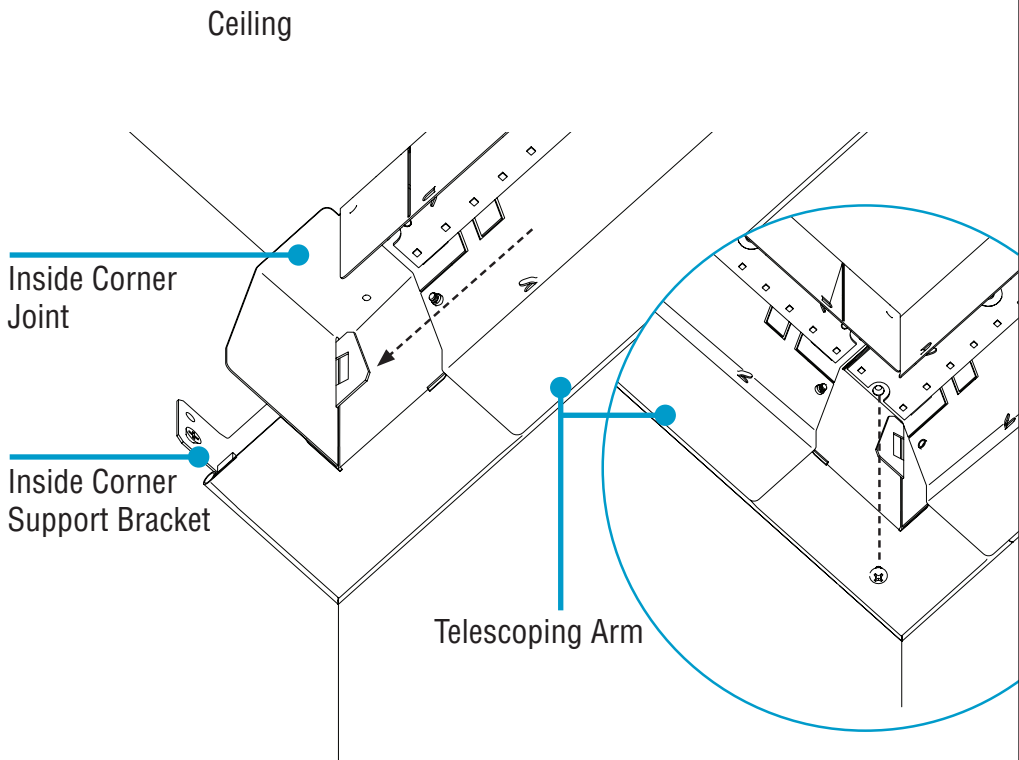 Ceiling
Inside Corner
Joint
Inside Corner
Support Bracket
Telescoping Arm